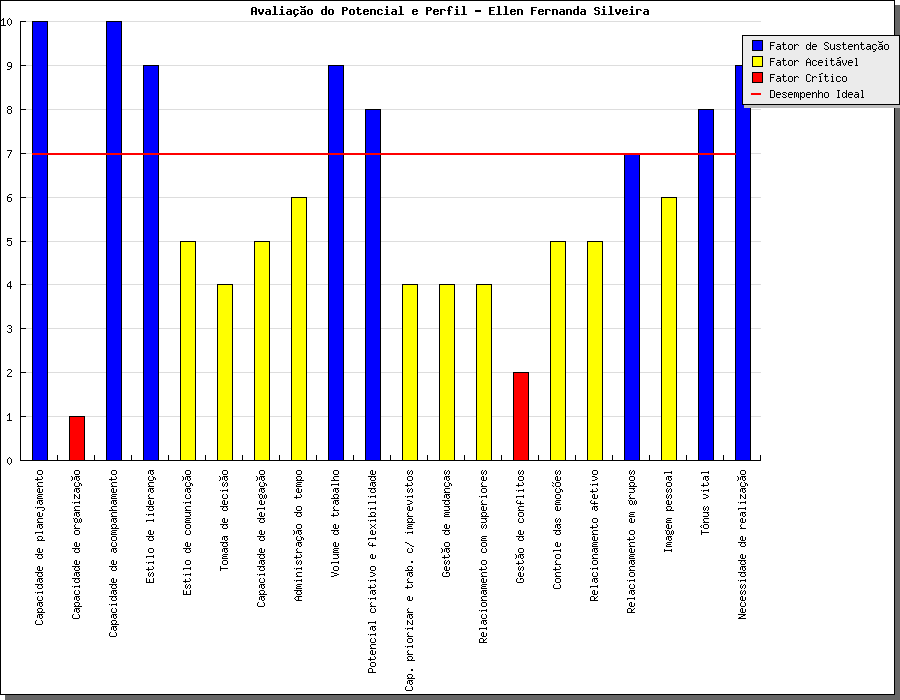 Avaliação do Potencial e Perfil - Ellen Fernanda Silveira
10
9
8
7
6
5
4
3
2
1
0
Fator de Sustentação
Fator Aceitável
Fator Crítico
Desempenho Ideal
Capacidade de planejamento
Capacidade de organização
Capacidade de acompanhamento
Estilo de liderança
Estilo de comunicação
Tomada de decisão
Capacidade de delegação
Administração do tempo
Volume de trabalho
Potencial criativo e flexibilidade
Cap. priorizar e trab. c/ imprevistos
Gestão de mudanças
Relacionamento com superiores
Gestão de conflitos
Controle das emoções
Relacionamento afetivo
Relacionamento em grupos
Imagem pessoal
Tônus vital
Necessidade de realização